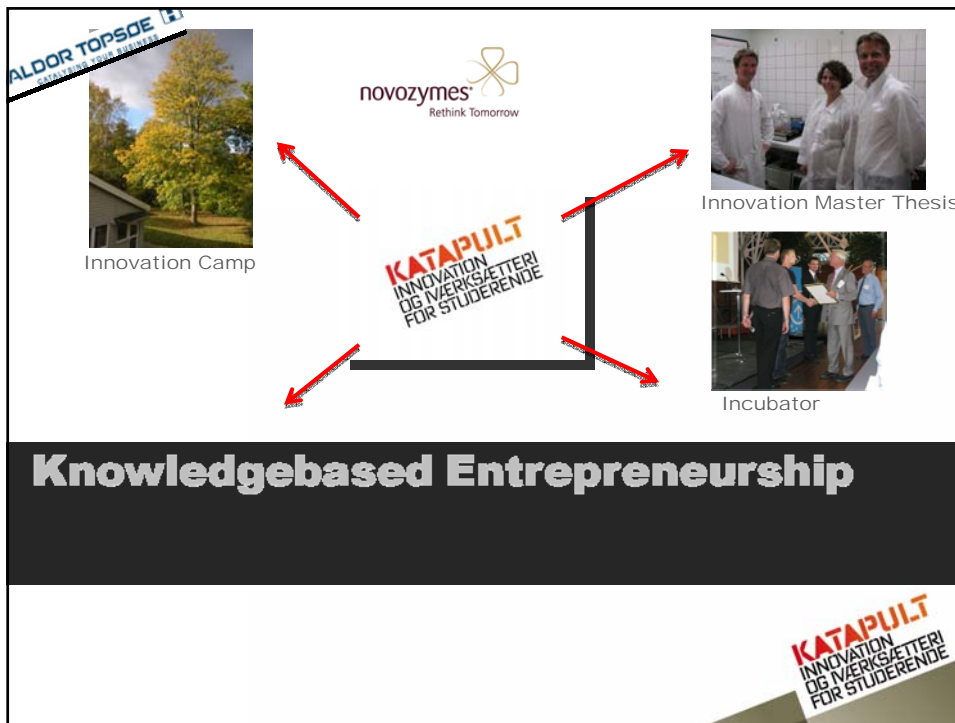 ALDOR TOPSØE
CATALYSING YOUR BUSINESS
novozymes
Rethink Tomorrow
Innovation Camp
Innovation Master Thesis
KATAPULT
INNOVATION
OG IVÆRKSÆTTERI
FOR STUDERENDE
Incubator
Knowledgebased Entrepreneurship
KATAPULT
INNOVATION
OG IVÆRKSÆTTERI
FOR STUDERENDE